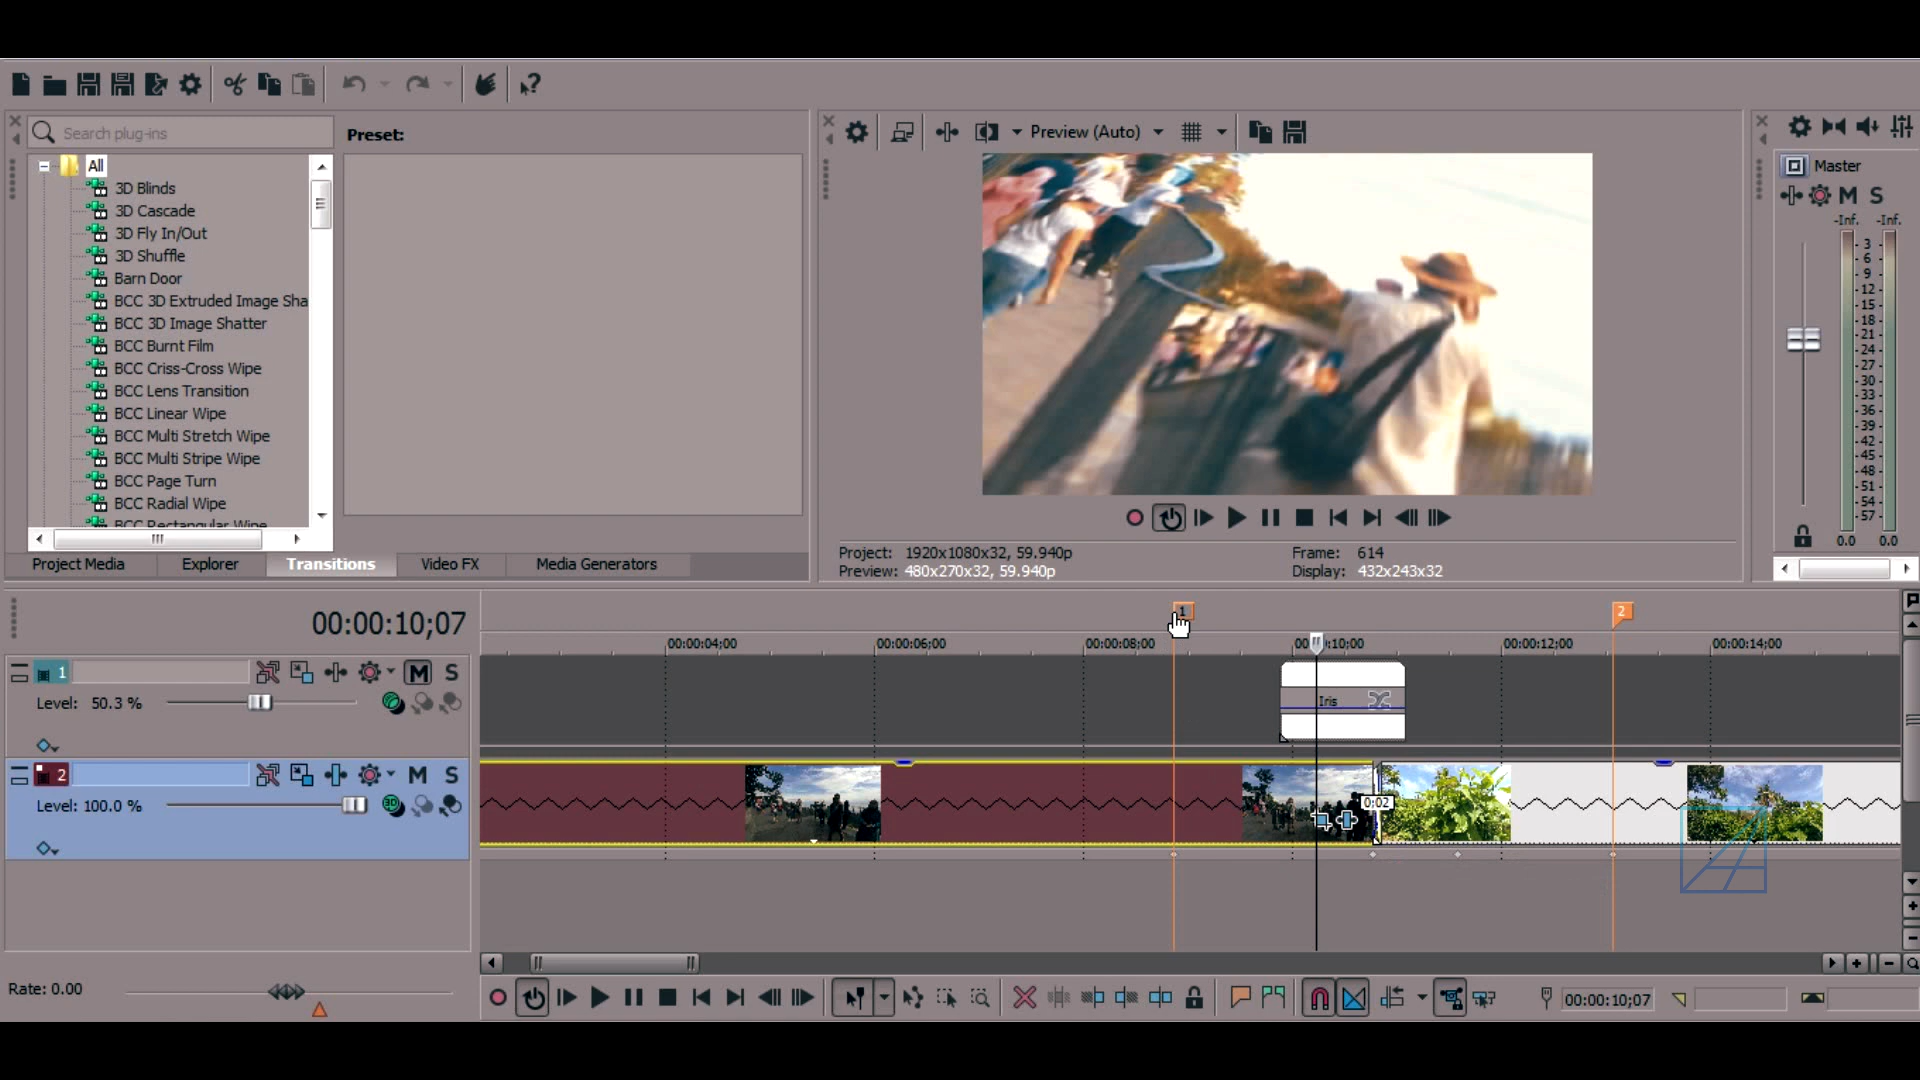 Search plug-ins
Preset:
All
3D Blinds
3D Cascade
3D Fly In/Out
3D Shuffle
Barn Door
BCC 3D Extruded Image Sha
BCC 3D Image Shatter
BCC Burnt Film
BCC Criss-Cross Wipe
BCC Lens Transition
BCC Linear Wipe
BCC Multi Stretch Wipe
BCC Multi Stripe Wipe
BCC Page Turn
BCC Radial Wipe
BCC Rectangular Wipe
Project Media
Explorer
Transitions
Video FX
Media Generators
Preview (Auto)
Project: 1920x1080x32, 59.940p
Preview: 480x270x32, 59.940p
Frame: 614
Display: 432x243x32
Master
M S
-Inf. -Inf.
3
6
9
12
15
18
21
24
27
30
33
36
39
42
45
48
51
54
57
0.0 0.0
00:00:10;07
1
2
00:00:04;00
00:00:06;00
00:00:08;00
00:00:12;00
00:00:14;00
1
M S
Level: 50.3 %
Iris
2
M S
Level: 100.0 %
3D
0:02
Rate: 0.00
00:00:10;07